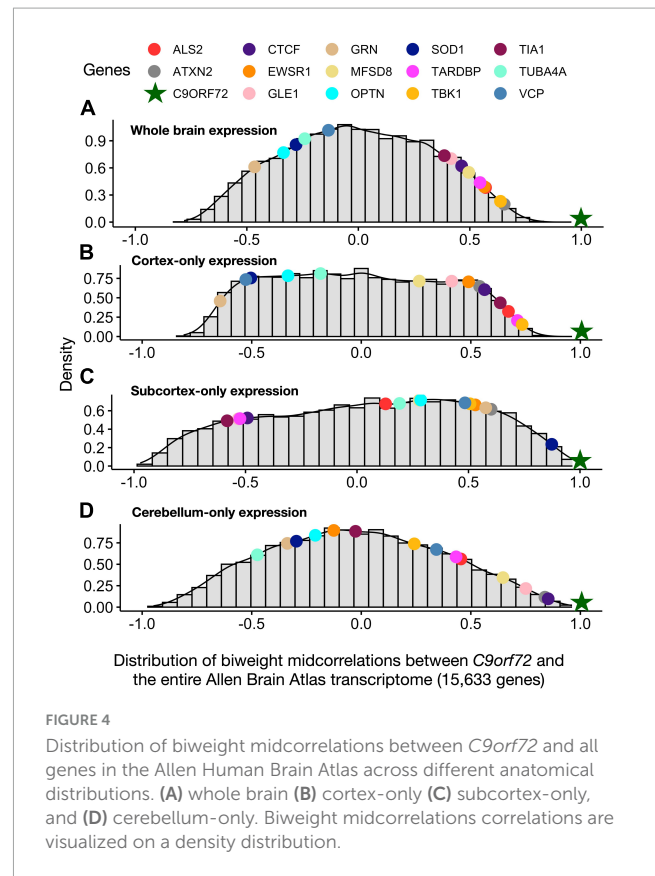 Genes
ALS2 CTCF GRN SOD1 TIA1
ATXN2 EWSR1 MFSD8 TARDBP TUBA4A
C9ORF72 GLE1 OPTN TBK1 VCP
A
Whole brain expression
0.9
0.6
0.3
0.0
-1.0 -0.5 0.0 0.5 1.0
B
Cortex-only expression
0.75
0.50
0.25
0.00
-1.0 -0.5 0.0 0.5 1.0
Density
C
Subcortex-only expression
0.6
0.4
0.2
0.0
-1.0 -0.5 0.0 0.5 1.0
D
Cerebellum-only expression
0.75
0.50
0.25
0.00
-1.0 -0.5 0.0 0.5 1.0
Distribution of biweight midcorrelations between C9orf72 and
the entire Allen Brain Atlas transcriptome (15,633 genes)
FIGURE 4
Distribution of biweight midcorrelations between C9orf72 and all
genes in the Allen Human Brain Atlas across different anatomical
distributions. (A) whole brain (B) cortex-only (C) subcortex-only,
and (D) cerebellum-only. Biweight midcorrelations correlations are
visualized on a density distribution.